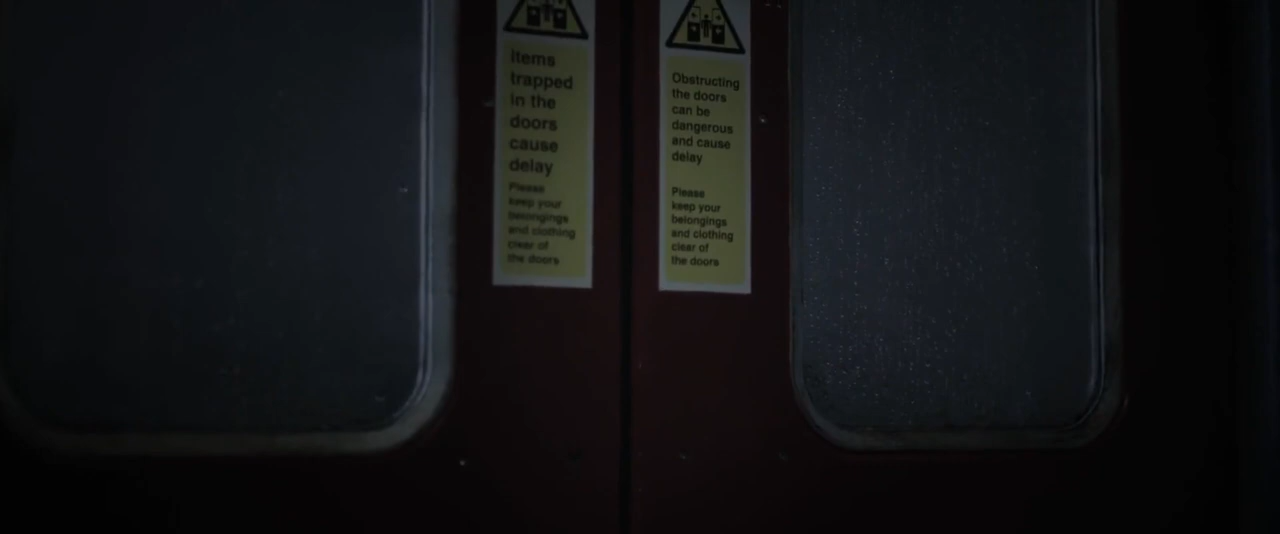 Items
trapped
in the
doors
cause
delay
Please
keep your
belongings
and clothing
clear of
the doors
Obstructing
the doors
can be
dangerous
and cause
delay
Please
keep your
belongings
and clothing
clear of
the doors